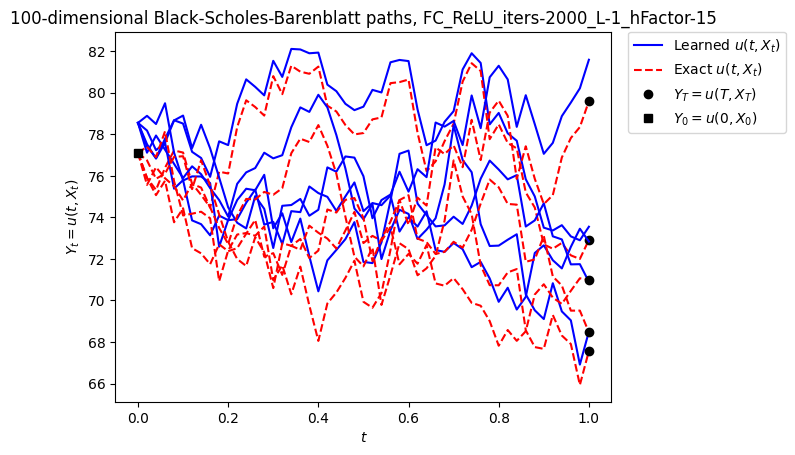 100-dimensional Black-Scholes-Barenblatt paths, FC_ReLU_iters-2000_L-1_hFactor-15
Learned u(t, X_t)
Exact u(t, X_t)
Y_T = u(T, X_T)
Y_0 = u(0, X_0)
Y_t = u(t, X_t)
82
80
78
76
74
72
70
68
66
0.0 0.2 0.4 0.6 0.8 1.0
t